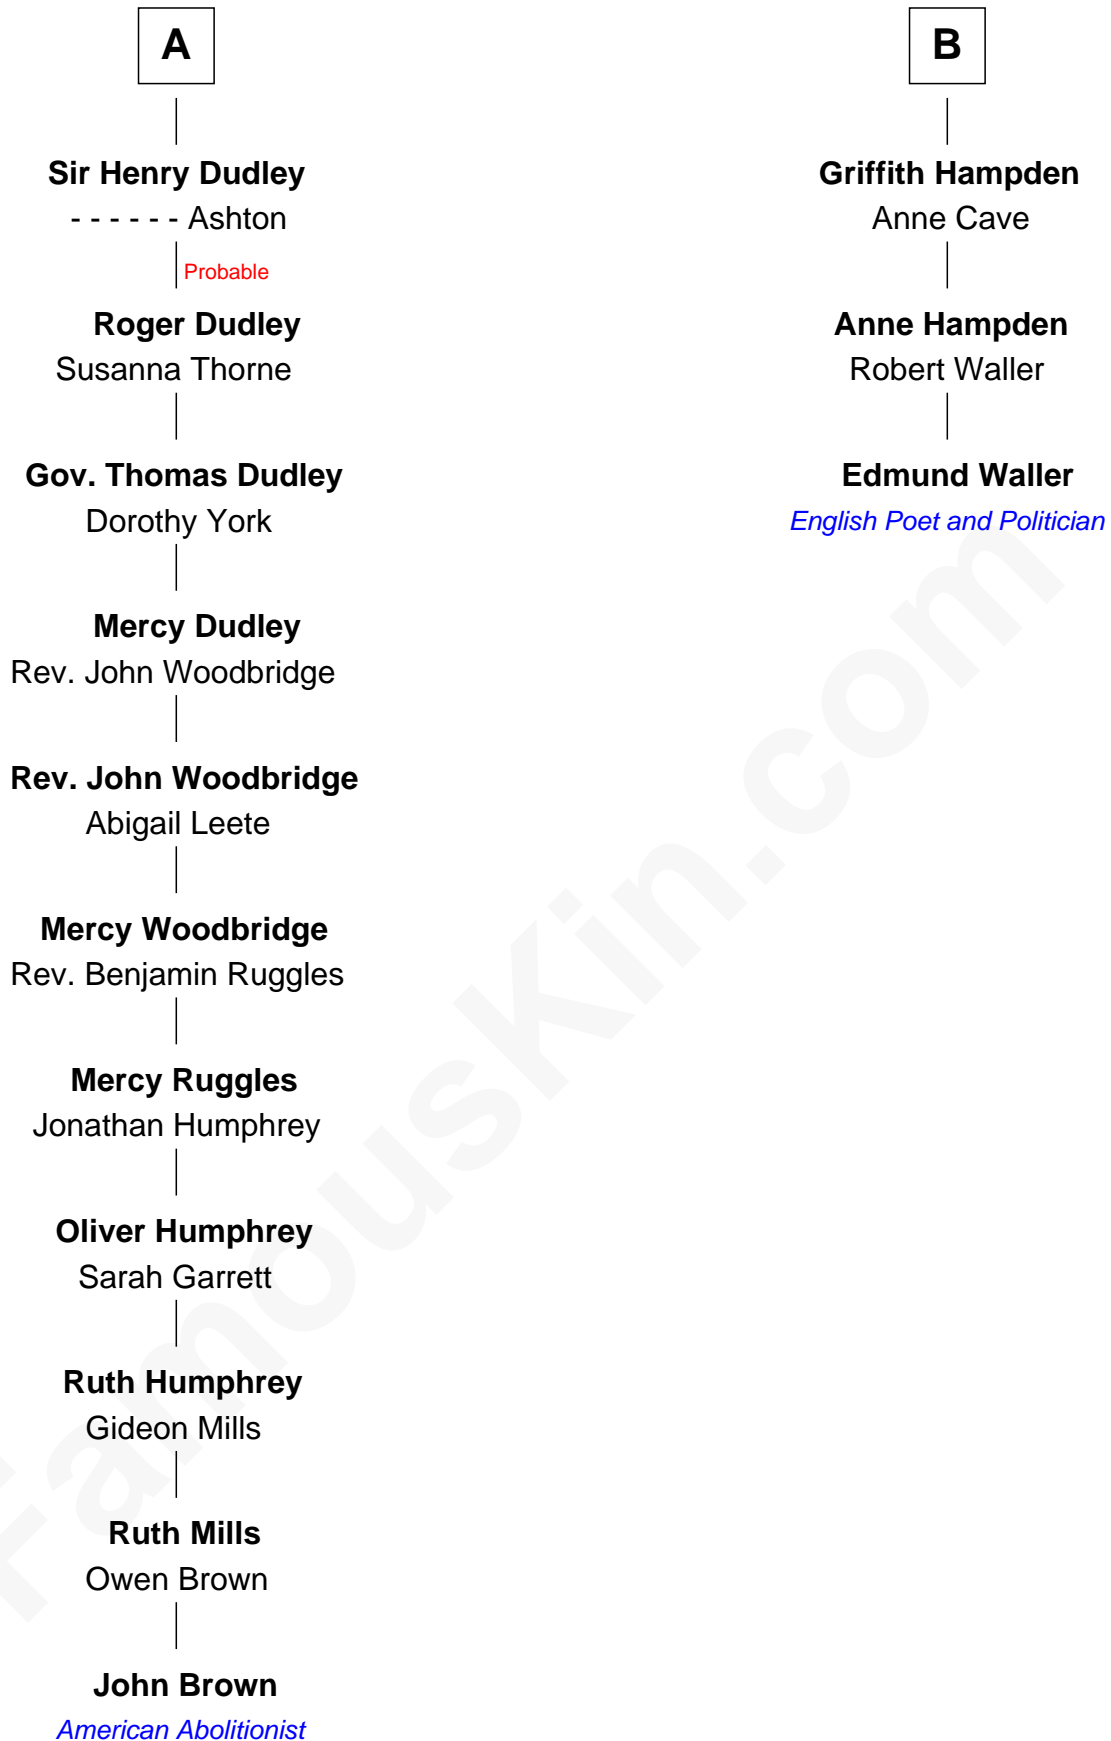 A
Sir Henry Dudley
- - - - - - Ashton
Probable
Roger Dudley
Susanna Thorne
Gov. Thomas Dudley
Dorothy York
Mercy Dudley
Rev. John Woodbridge
Rev. John Woodbridge
Abigail Leete
Mercy Woodbridge
Rev. Benjamin Ruggles
Mercy Ruggles
Jonathan Humphrey
Oliver Humphrey
Sarah Garrett
Ruth Humphrey
Gideon Mills
Ruth Mills
Owen Brown
John Brown
American Abolitionist
B
Griffith Hampden
Anne Cave
Anne Hampden
Robert Waller
Edmund Waller
English Poet and Politician
FamousKin.com